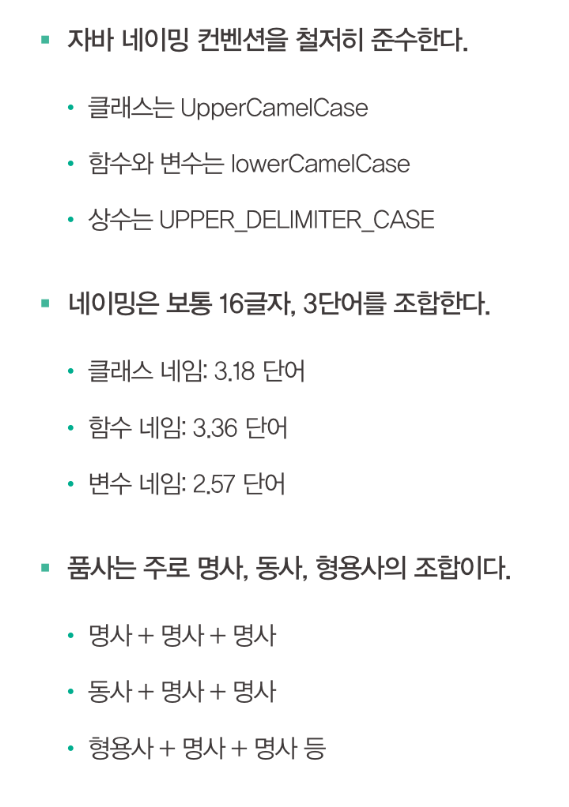 자바 네이밍 컨벤션을 철저히 준수한다.
클래스는 UpperCamelCase
함수와 변수는 lowerCamelCase
상수는 UPPER_DELIMITER_CASE
네이밍은 보통 16글자, 3단어를 조합한다.
클래스 네임: 3.18 단어
함수 네임: 3.36 단어
변수 네임: 2.57 단어
품사는 주로 명사, 동사, 형용사의 조합이다.
명사 + 명사 + 명사
동사 + 명사 + 명사
형용사 + 명사 + 명사 등